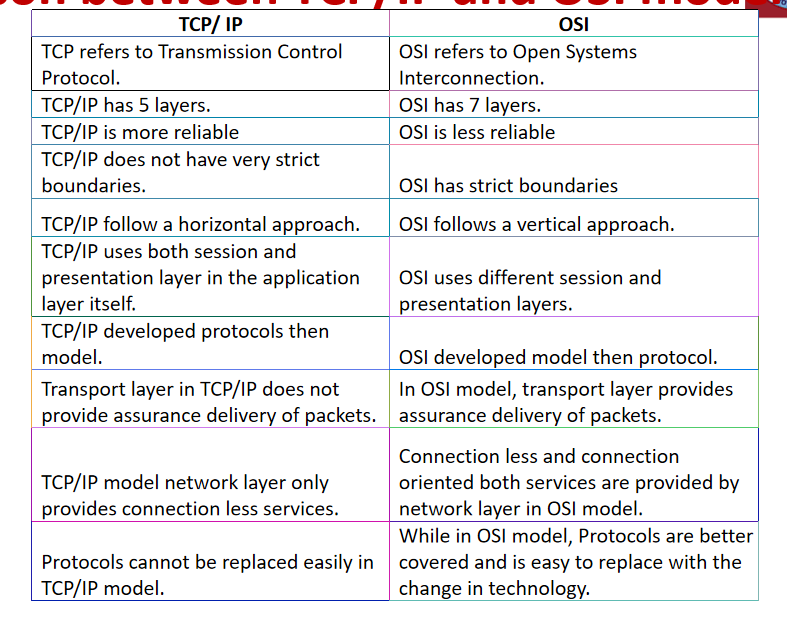 TCP/ IP
OSI
TCP refers to Transmission Control
Protocol.
OSI refers to Open Systems
Interconnection.
TCP/IP has 5 layers.
OSI has 7 layers.
TCP/IP is more reliable
OSI is less reliable
TCP/IP does not have very strict
boundaries.
OSI has strict boundaries
TCP/IP follow a horizontal approach.
OSI follows a vertical approach.
TCP/IP uses both session and
presentation layer in the application
layer itself.
OSI uses different session and
presentation layers.
TCP/IP developed protocols then
model.
OSI developed model then protocol.
Transport layer in TCP/IP does not
provide assurance delivery of packets.
In OSI model, transport layer provides
assurance delivery of packets.
TCP/IP model network layer only
provides connection less services.
Connection less and connection
oriented both services are provided by
network layer in OSI model.
Protocols cannot be replaced easily in
TCP/IP model.
While in OSI model, Protocols are better
covered and is easy to replace with the
change in technology.